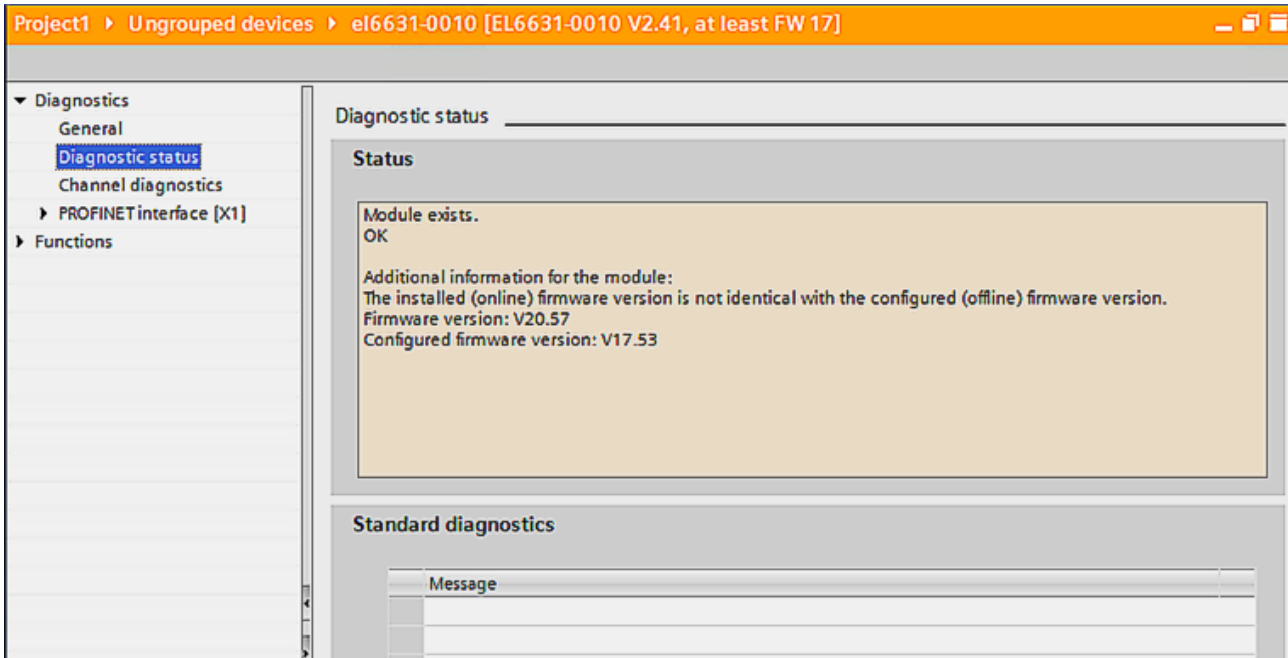 Project1 ▸ Ungrouped devices ▸ el6631-0010 [EL6631-0010 V2.41, at least FW 17]
Diagnostics
General
Diagnostic status
Channel diagnostics
PROFINET interface [X1]
Functions
Diagnostic status
Status
Module exists.
OK
Additional information for the module:
The installed (online) firmware version is not identical with the configured (offline) firmware version.
Firmware version: V20.57
Configured firmware version: V17.53
Standard diagnostics
Message